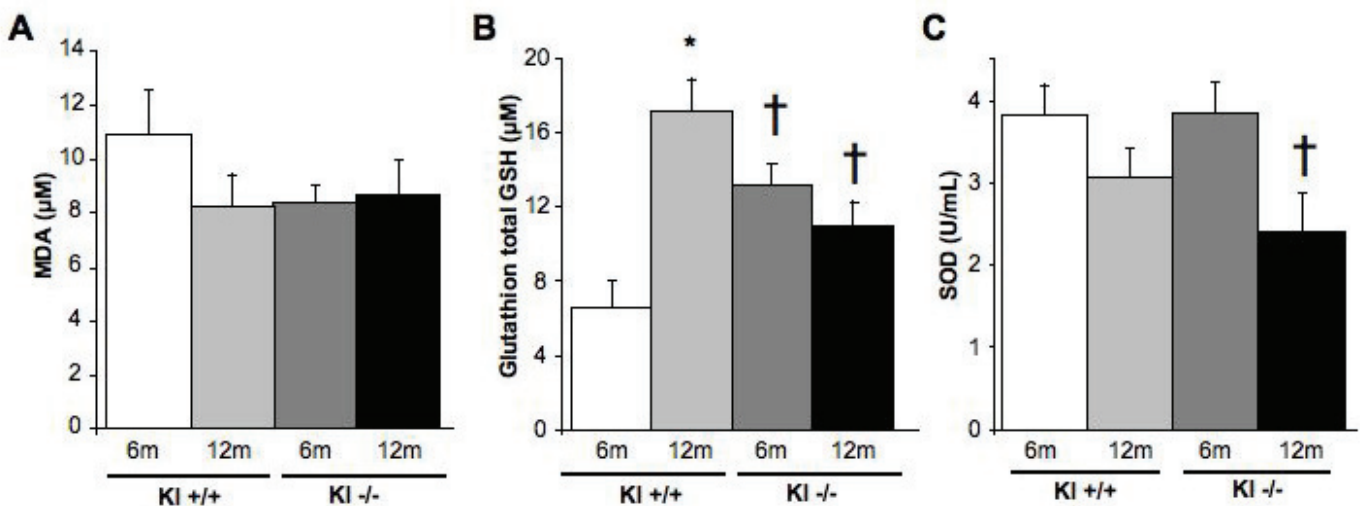 A
MDA (µM)
14
12
10
8
6
4
2
0
6m 12m 6m 12m
KI +/+ KI -/-
B
Glutathion total GSH (µM)
20
16
12
8
4
0
*
†
†
6m 12m 6m 12m
KI +/+ KI -/-
C
SOD (U/mL)
4
3
2
1
0
†
6m 12m 6m 12m
KI +/+ KI -/-